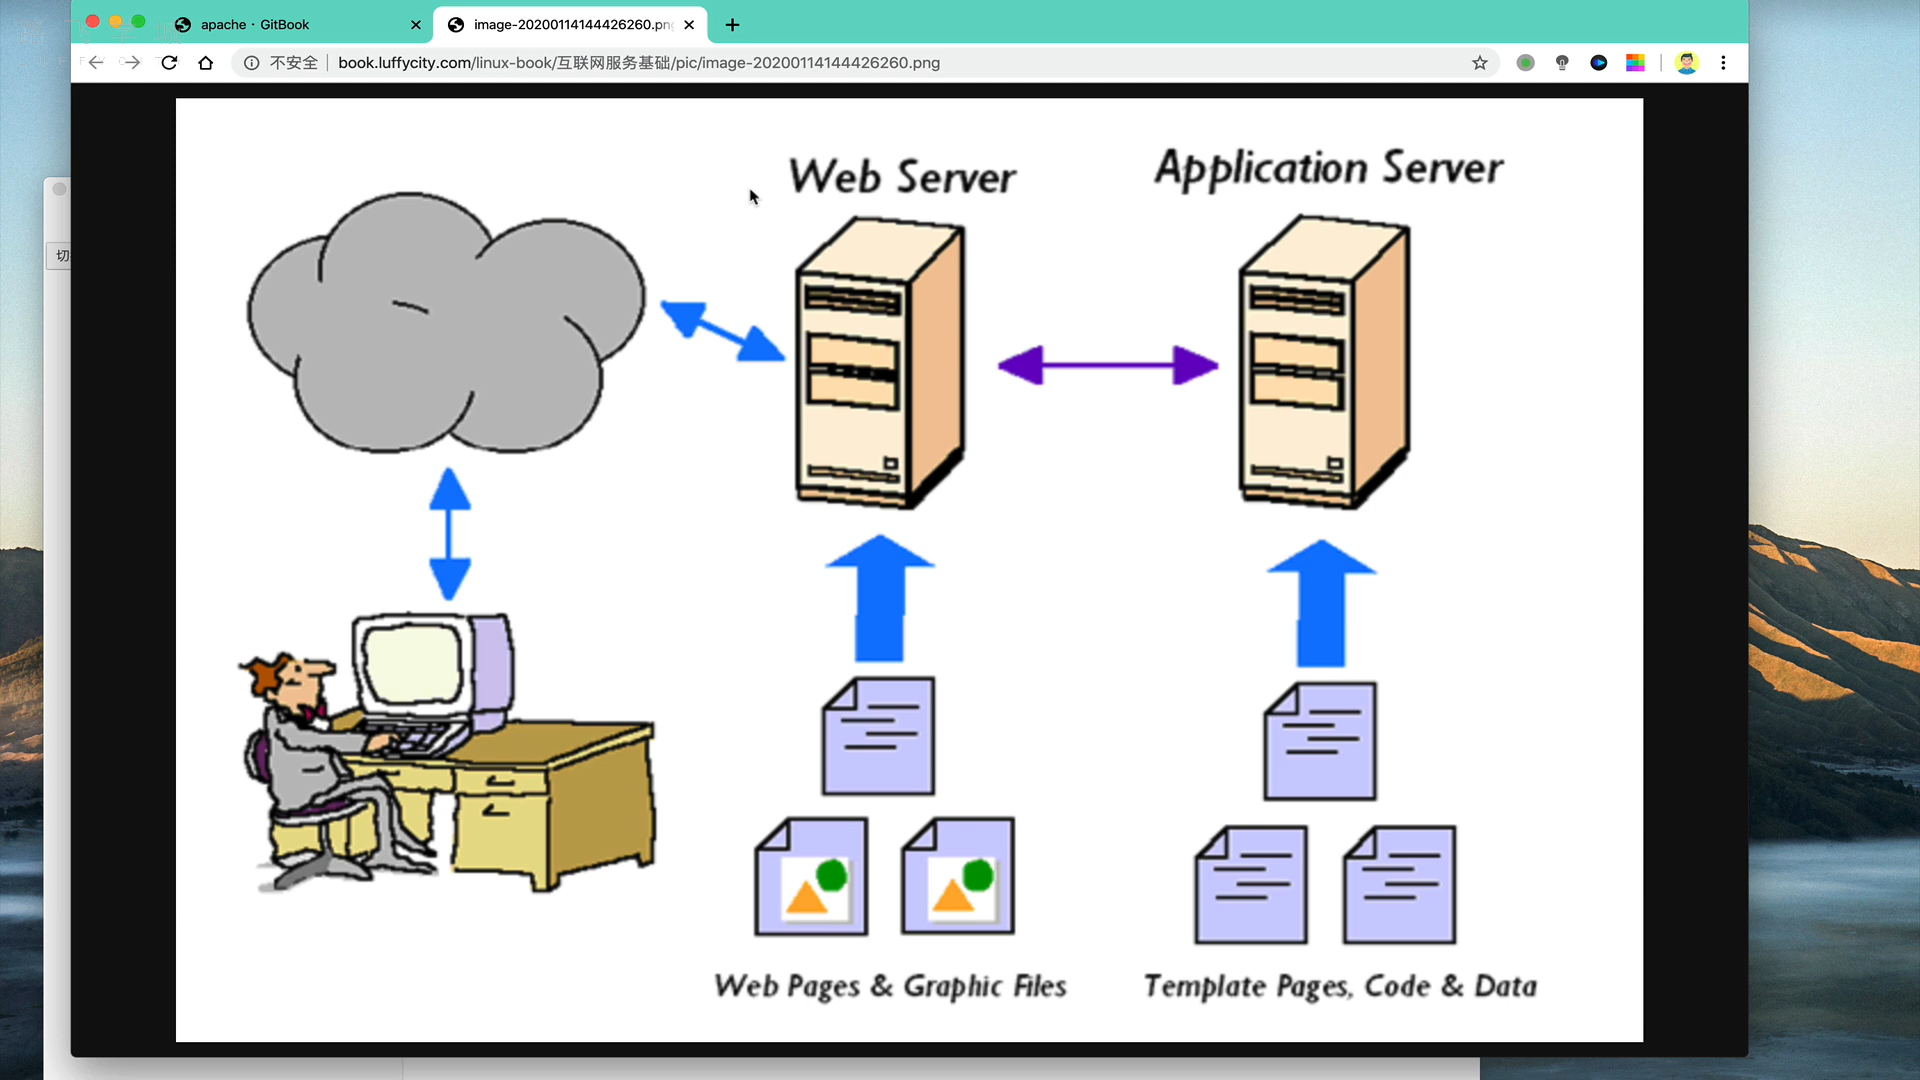 apache · GitBook
image-20200114144426260.pn
不安全
book.luffycity.com/linux-book/互联网服务基础/pic/image-20200114144426260.png
切
Web Server
Application Server
Web Pages & Graphic Files
Template Pages, Code & Data